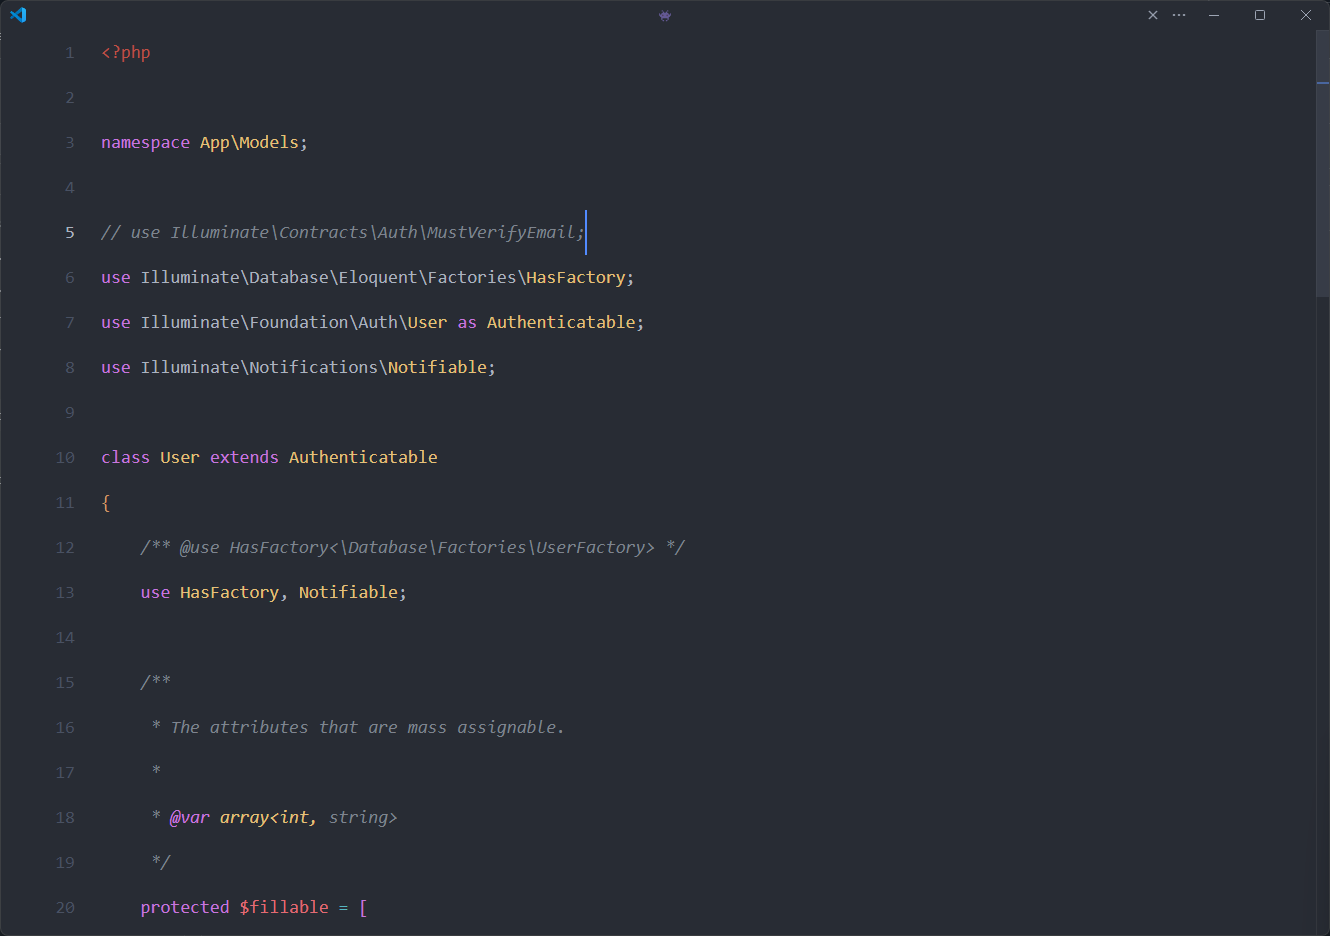 1 <?php
2
3 namespace App\Models;
4
5 // use Illuminate\Contracts\Auth\MustVerifyEmail;
6 use Illuminate\Database\Eloquent\Factories\HasFactory;
7 use Illuminate\Foundation\Auth\User as Authenticatable;
8 use Illuminate\Notifications\Notifiable;
9
10 class User extends Authenticatable
11 {
12     /** @use HasFactory<\Database\Factories\UserFactory> */
13     use HasFactory, Notifiable;
14
15     /**
16      * The attributes that are mass assignable.
17      *
18      * @var array<int, string>
19      */
20     protected $fillable = [